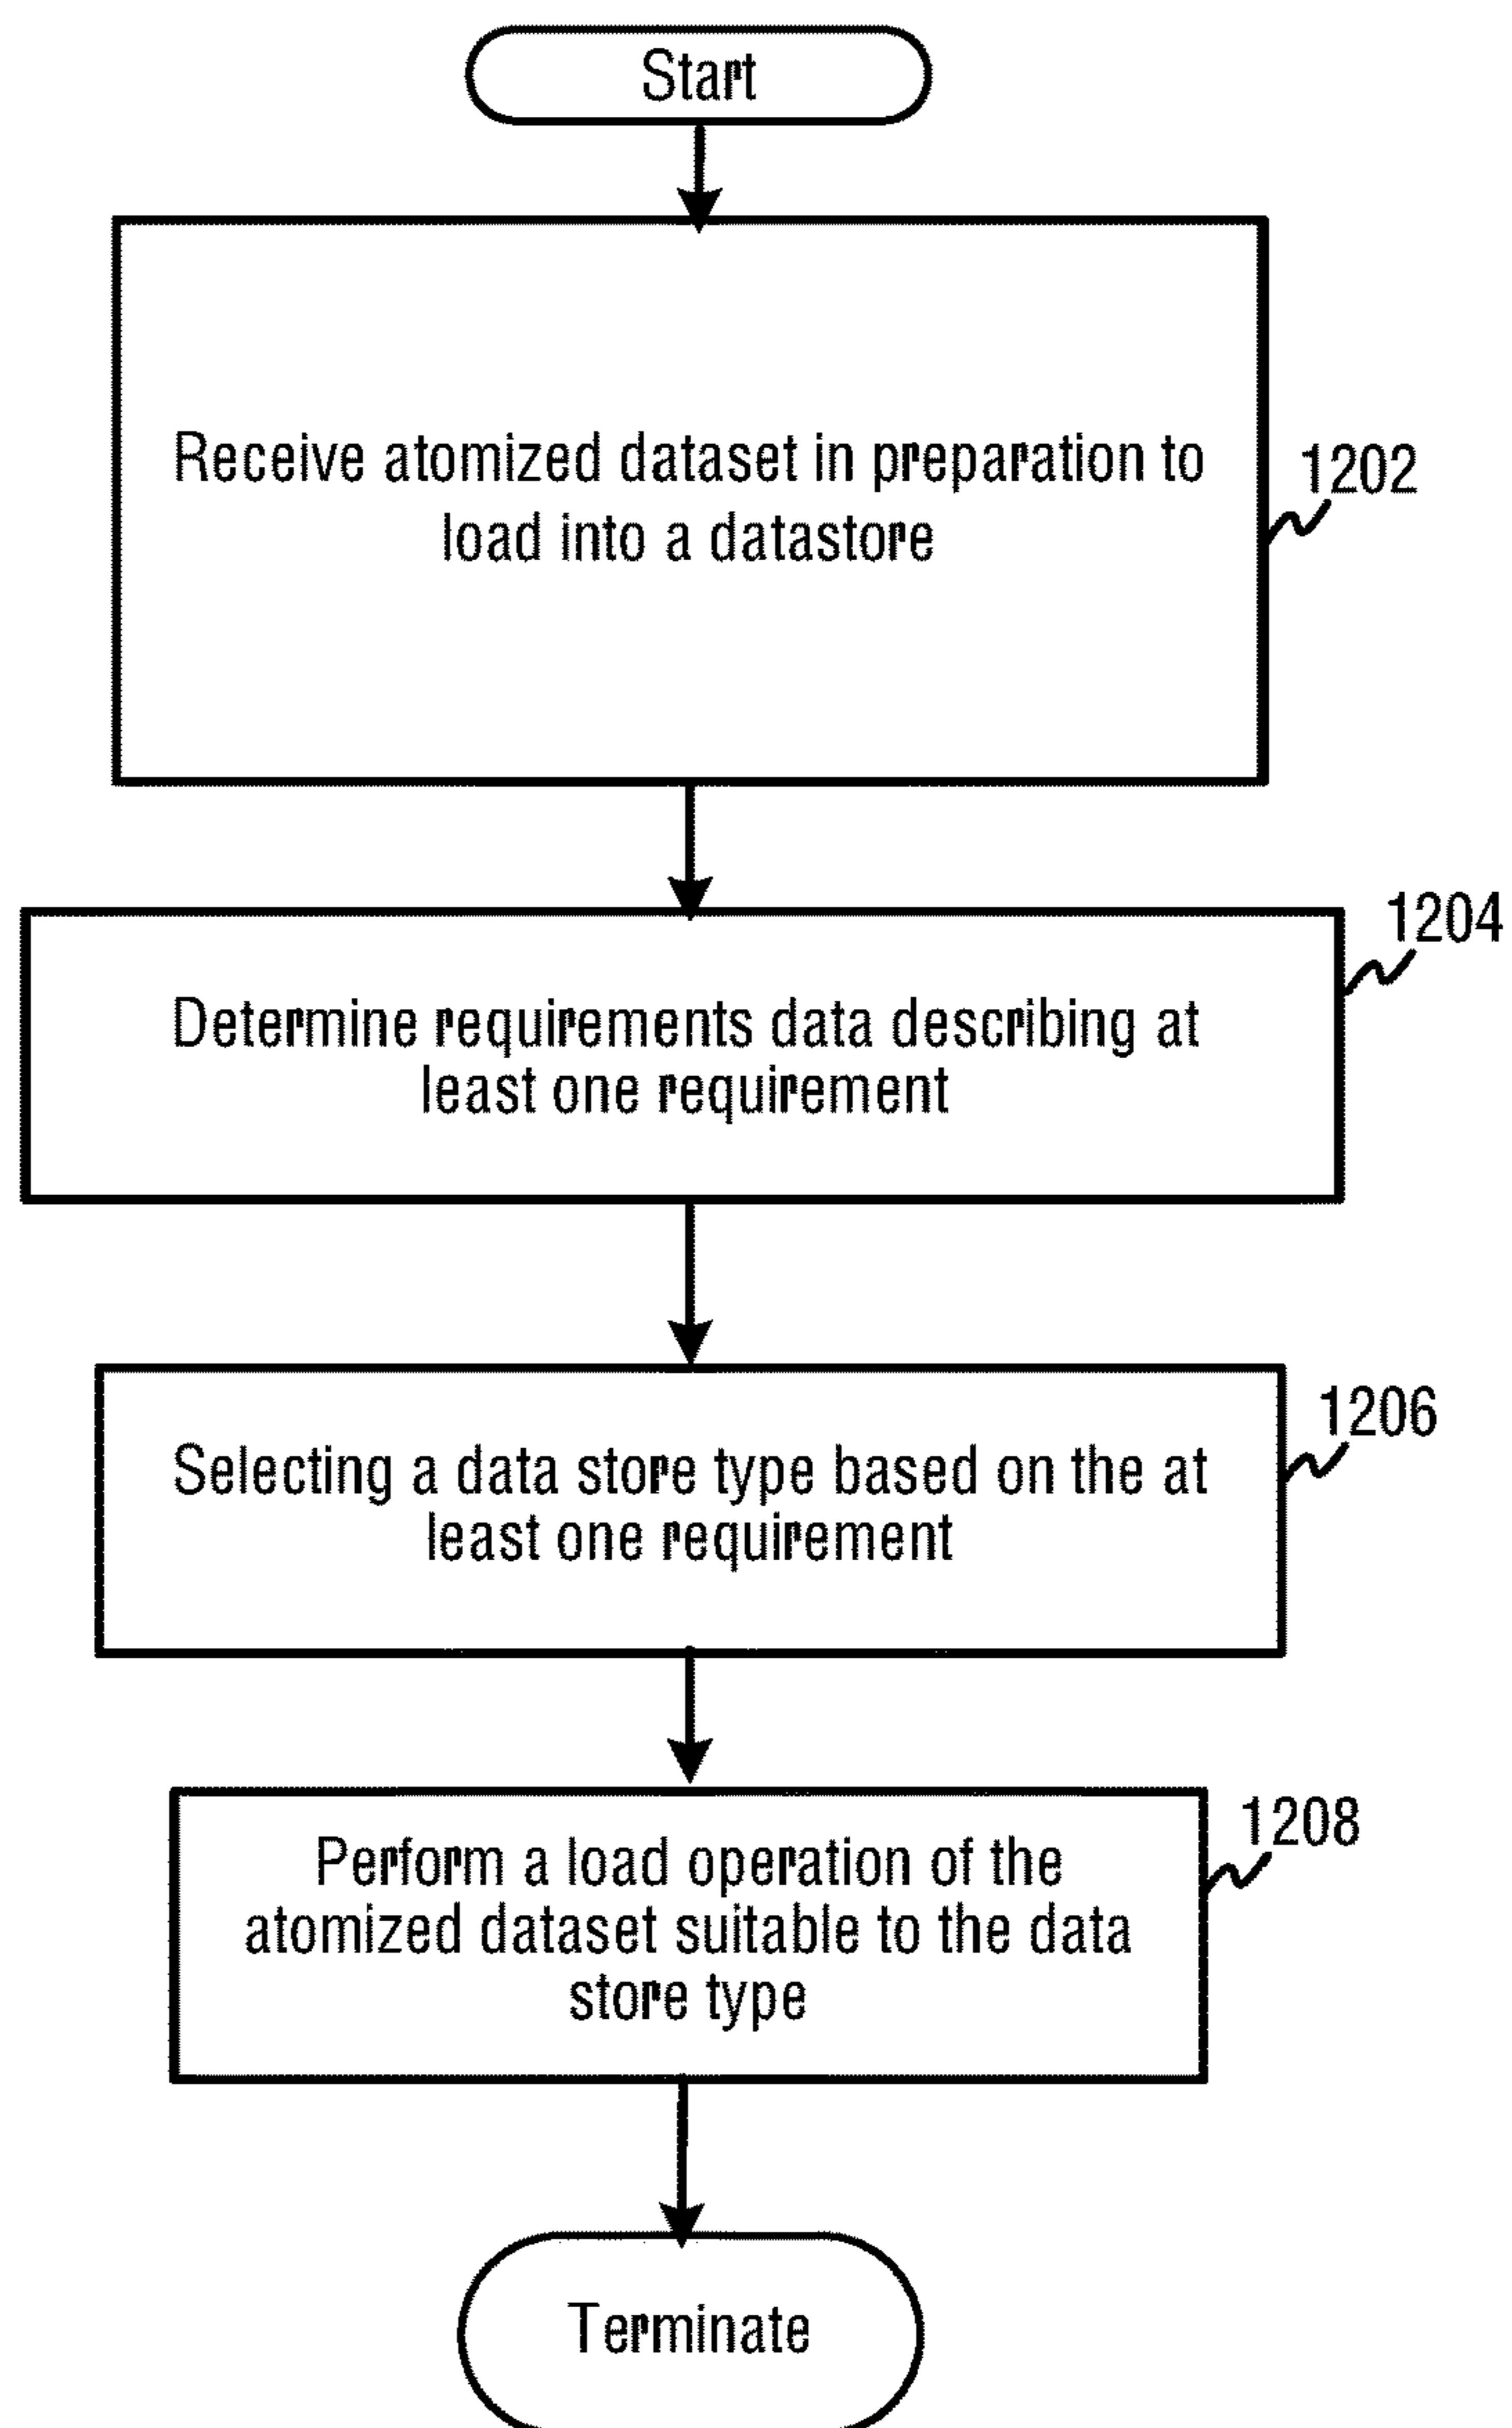 Start
Receive atomized dataset in preparation to
load into a datastore
1202
1204
Determine requirements data describing at
least one requirement
1206
Selecting a data store type based on the at
least one requirement
1208
Perform a load operation of the
atomized dataset suitable to the data
store type
Terminate